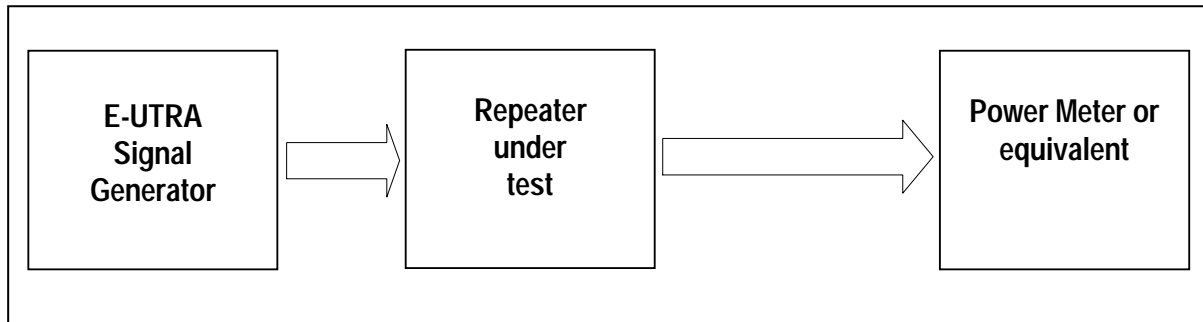 E-UTRA
Signal
Generator
Repeater
under
test
Power Meter or
equivalent